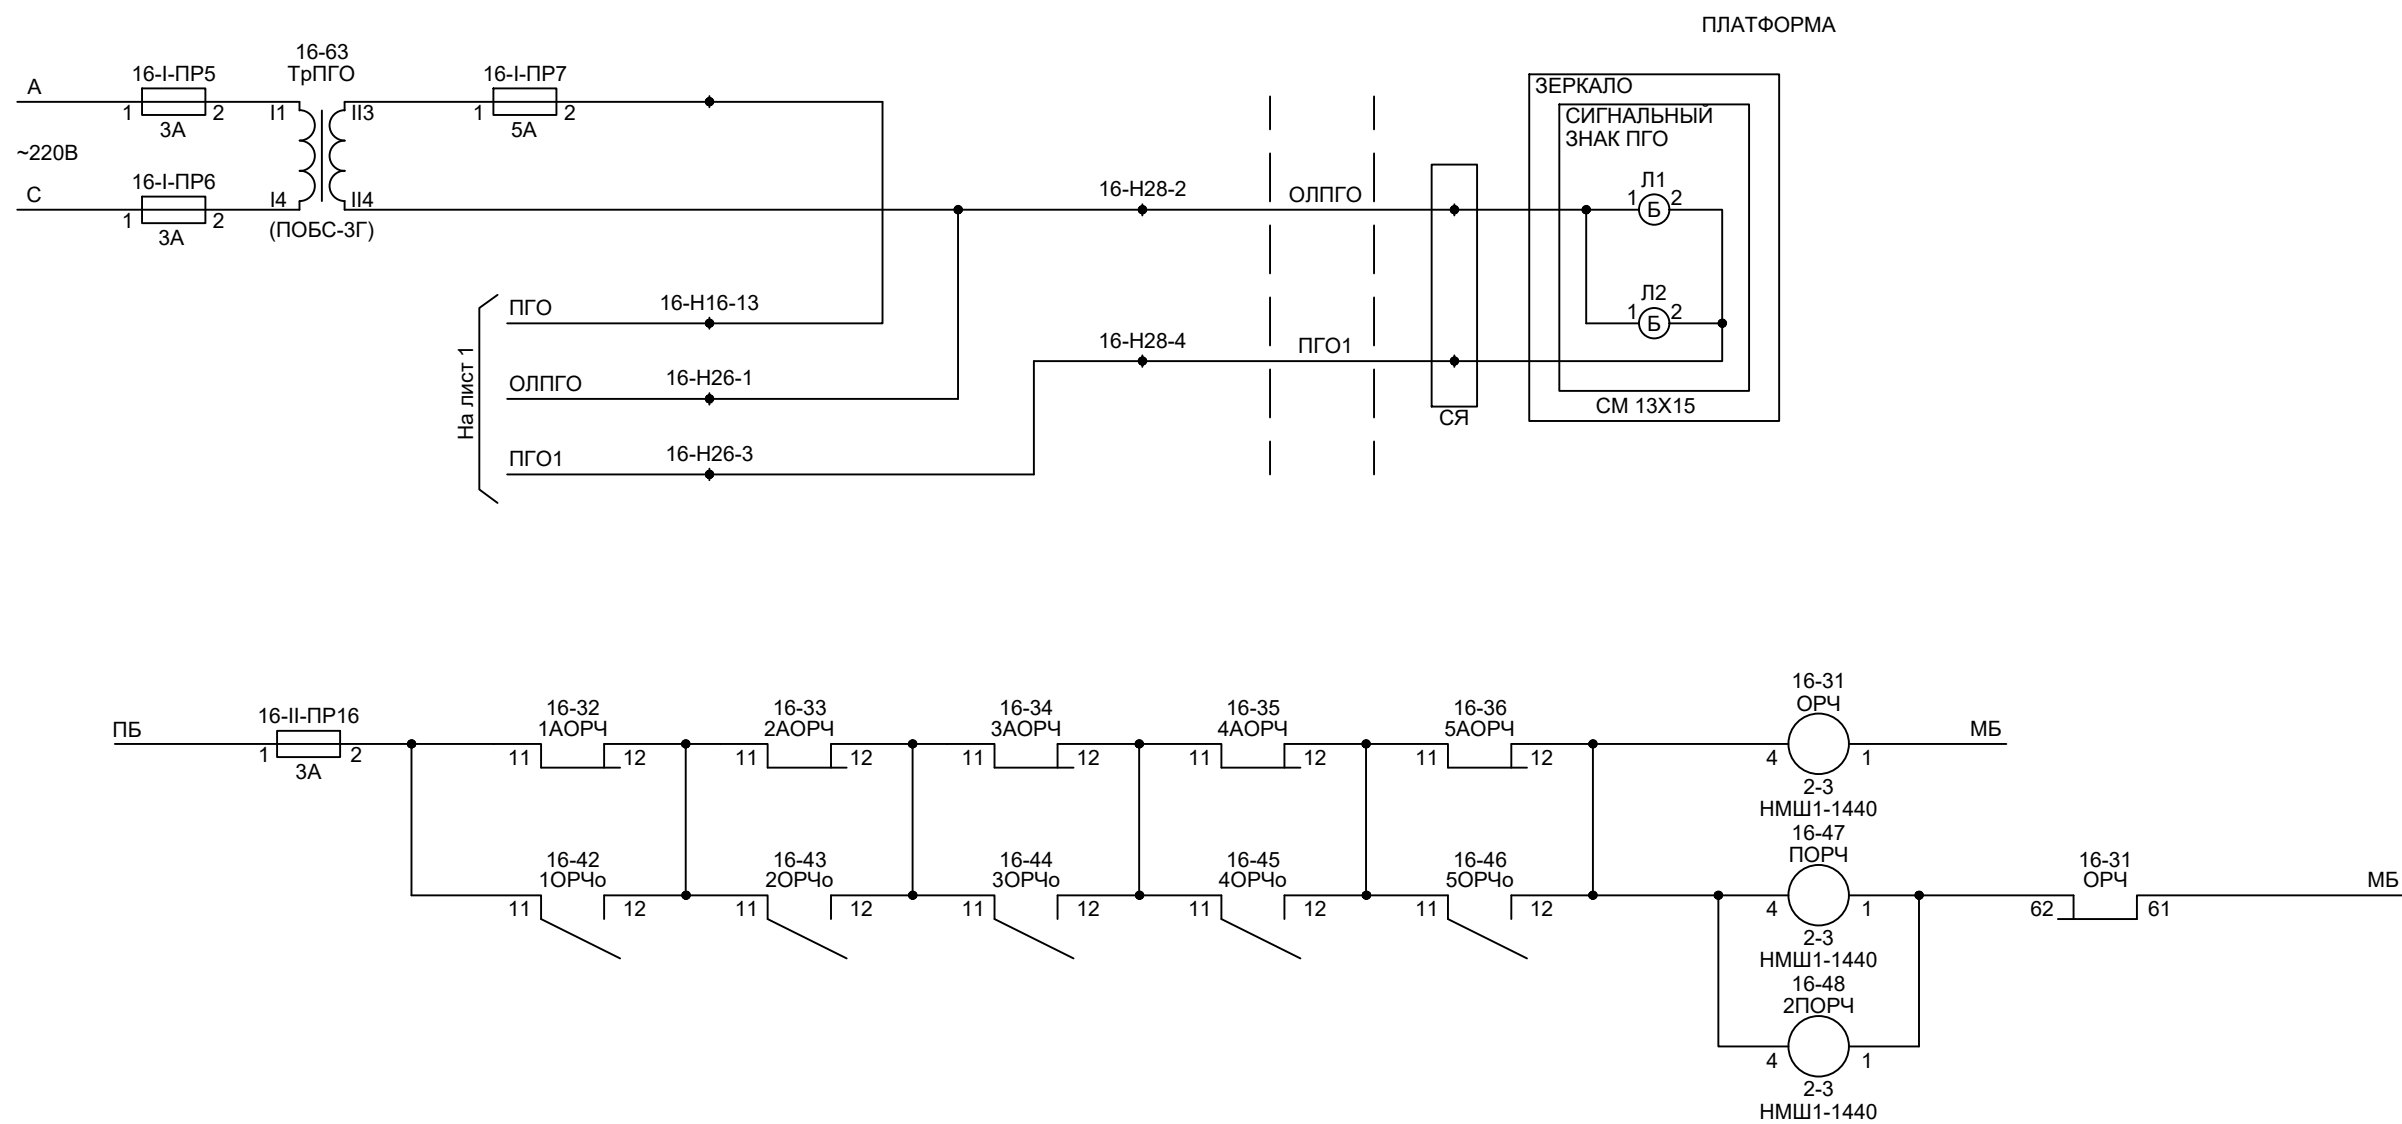 ПЛАТФОРМА
16-63
ТрПГО
А
16-I-ПР5
1
2
3А
I1
II3
16-I-ПР7
1
2
5А
~220В
С
16-I-ПР6
1
2
3А
I4
II4
(ПОБС-3Г)
ЗЕРКАЛО
СИГНАЛЬНЫЙ
ЗНАК ПГО
Л1
1
Б
2
Л2
1
Б
2
СМ 13Х15
16-Н28-2
ОЛПГО
16-Н28-4
ПГО1
СЯ
На лист 1
ПГО
16-Н16-13
ОЛПГО
16-Н26-1
ПГО1
16-Н26-3
ПБ
16-II-ПР16
1
2
3А
16-32
1АОРЧ
11
12
16-33
2АОРЧ
11
12
16-34
3АОРЧ
11
12
16-35
4АОРЧ
11
12
16-36
5АОРЧ
11
12
16-31
ОРЧ
4
1
2-3
НМШ1-1440
МБ
16-42
1ОРЧо
11
12
16-43
2ОРЧо
11
12
16-44
3ОРЧо
11
12
16-45
4ОРЧо
11
12
16-46
5ОРЧо
11
12
16-47
ПОРЧ
4
1
2-3
НМШ1-1440
16-31
ОРЧ
62
61
МБ
16-48
2ПОРЧ
4
1
2-3
НМШ1-1440